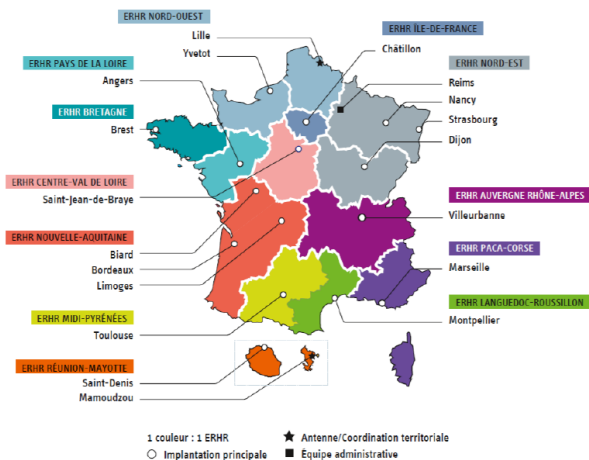 ERHR NORD-OUEST
Lille
Yvetot
ERHR PAYS DE LA LOIRE
Angers
ERHR BRETAGNE
Brest
ERHR CENTRE-VAL DE LOIRE
Saint-Jean-de-Braye
ERHR NOUVELLE-AQUITAINE
Biard
Bordeaux
Limoges
ERHR MIDI-PYRÉNÉES
Toulouse
ERHR RÉUNION-MAYOTTE
Saint-Denis
Mamoudzou
ERHR ÎLE-DE-FRANCE
Châtillon
ERHR NORD-EST
Reims
Nancy
Strasbourg
Dijon
ERHR AUVERGNE RHÔNE-ALPES
Villeurbanne
ERHR PACA-CORSE
Marseille
ERHR LANGUEDOC-ROUSSILLON
Montpellier
1 couleur : 1 ERHR
Implantation principale
Antenne/Coordination territoriale
Équipe administrative